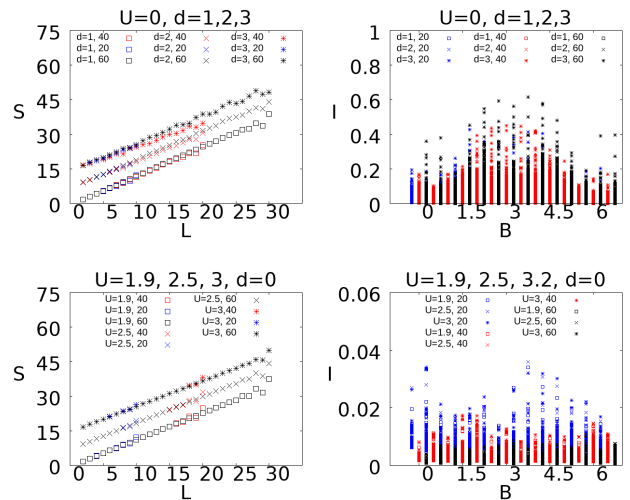 U=0, d=1,2,3
d=1, 40 d=2, 40 d=3, 40
d=1, 20 d=2, 20 d=3, 20
d=1, 60 d=2, 60 d=3, 60
75
60
45
30
15
0
S
0 5 10 15 20 25 30
L
U=0, d=1,2,3
d=1, 20 d=1, 40 d=1, 60
d=2, 20 d=2, 40 d=2, 60
d=3, 20 d=3, 40 d=3, 60
1
0.8
0.6
0.4
0.2
0
I
0 1.5 3 4.5 6
B
U=1.9, 2.5, 3, d=0
U=1.9, 40 U=2.5, 60
U=1.9, 20 U=3,40
U=1.9, 60 U=3, 20
U=2.5, 40 U=3, 60
U=2.5, 20
75
60
45
30
15
0
S
0 5 10 15 20 25 30
L
U=1.9, 2.5, 3.2, d=0
U=1.9, 20 U=3, 40
U=2.5, 20 U=1.9, 60
U=3, 20 U=2.5, 60
U=1.9, 40 U=3, 60
U=2.5, 40
0.06
0.04
0.02
0
I
0 1.5 3 4.5 6
B